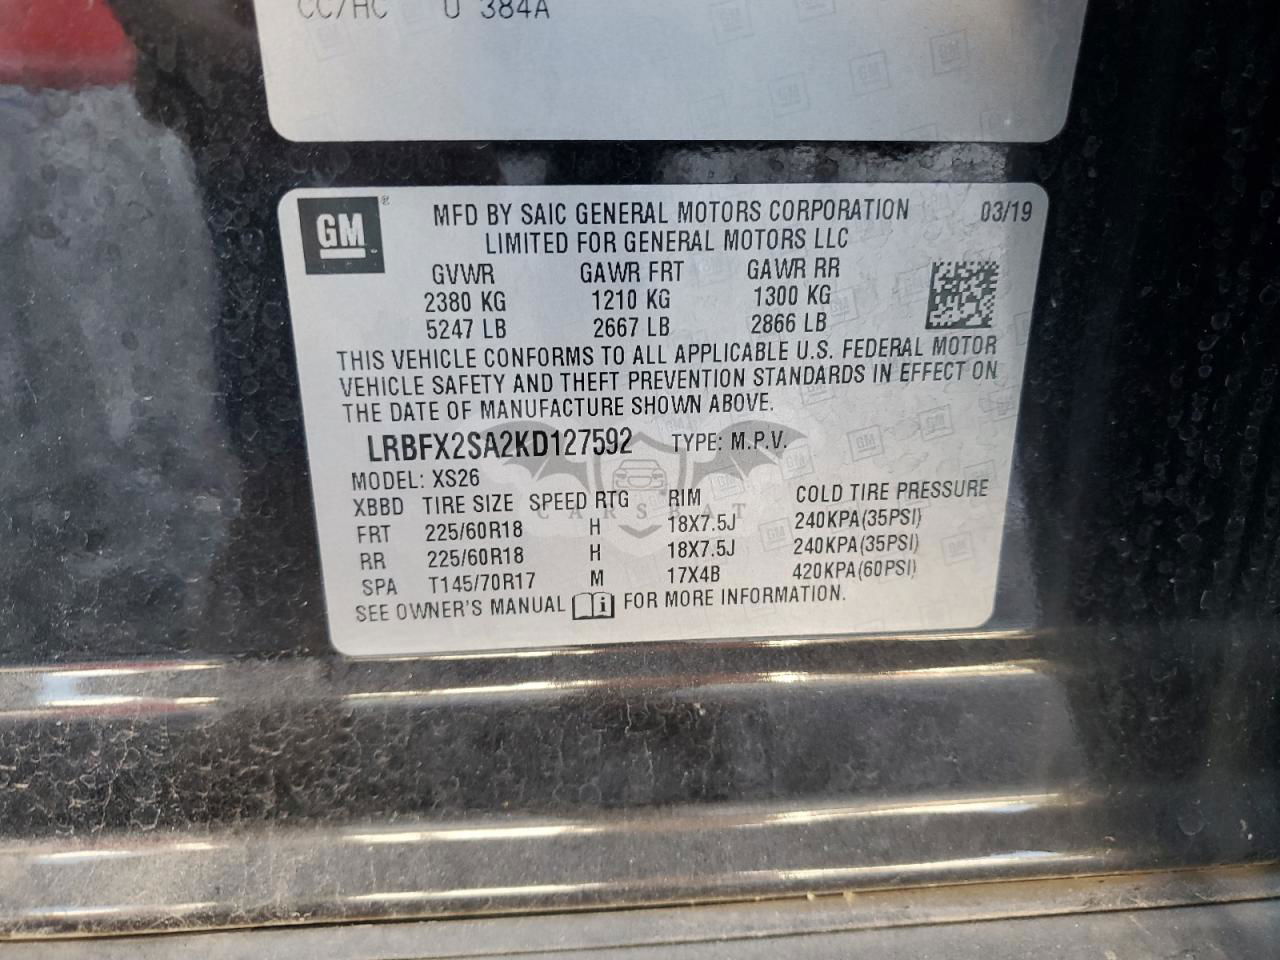 CC/HC U 384A
GM
MFD BY SAIC GENERAL MOTORS CORPORATION 03/19
LIMITED FOR GENERAL MOTORS LLC
GVWR GAWR FRT GAWR RR
2380 KG 1210 KG 1300 KG
5247 LB 2667 LB 2866 LB
THIS VEHICLE CONFORMS TO ALL APPLICABLE U.S. FEDERAL MOTOR
VEHICLE SAFETY AND THEFT PREVENTION STANDARDS IN EFFECT ON
THE DATE OF MANUFACTURE SHOWN ABOVE.
LRBFX2SA2KD127592 TYPE: M.P.V.
MODEL: XS26
XBBD TIRE SIZE SPEED RTG RIM COLD TIRE PRESSURE
CARSBAT
FRT 225/60R18 H 18X7.5J 240KPA(35PSI)
RR 225/60R18 H 18X7.5J 240KPA(35PSI)
SPA T145/70R17 M 17X4B 420KPA(60PSI)
SEE OWNER'S MANUAL i FOR MORE INFORMATION.